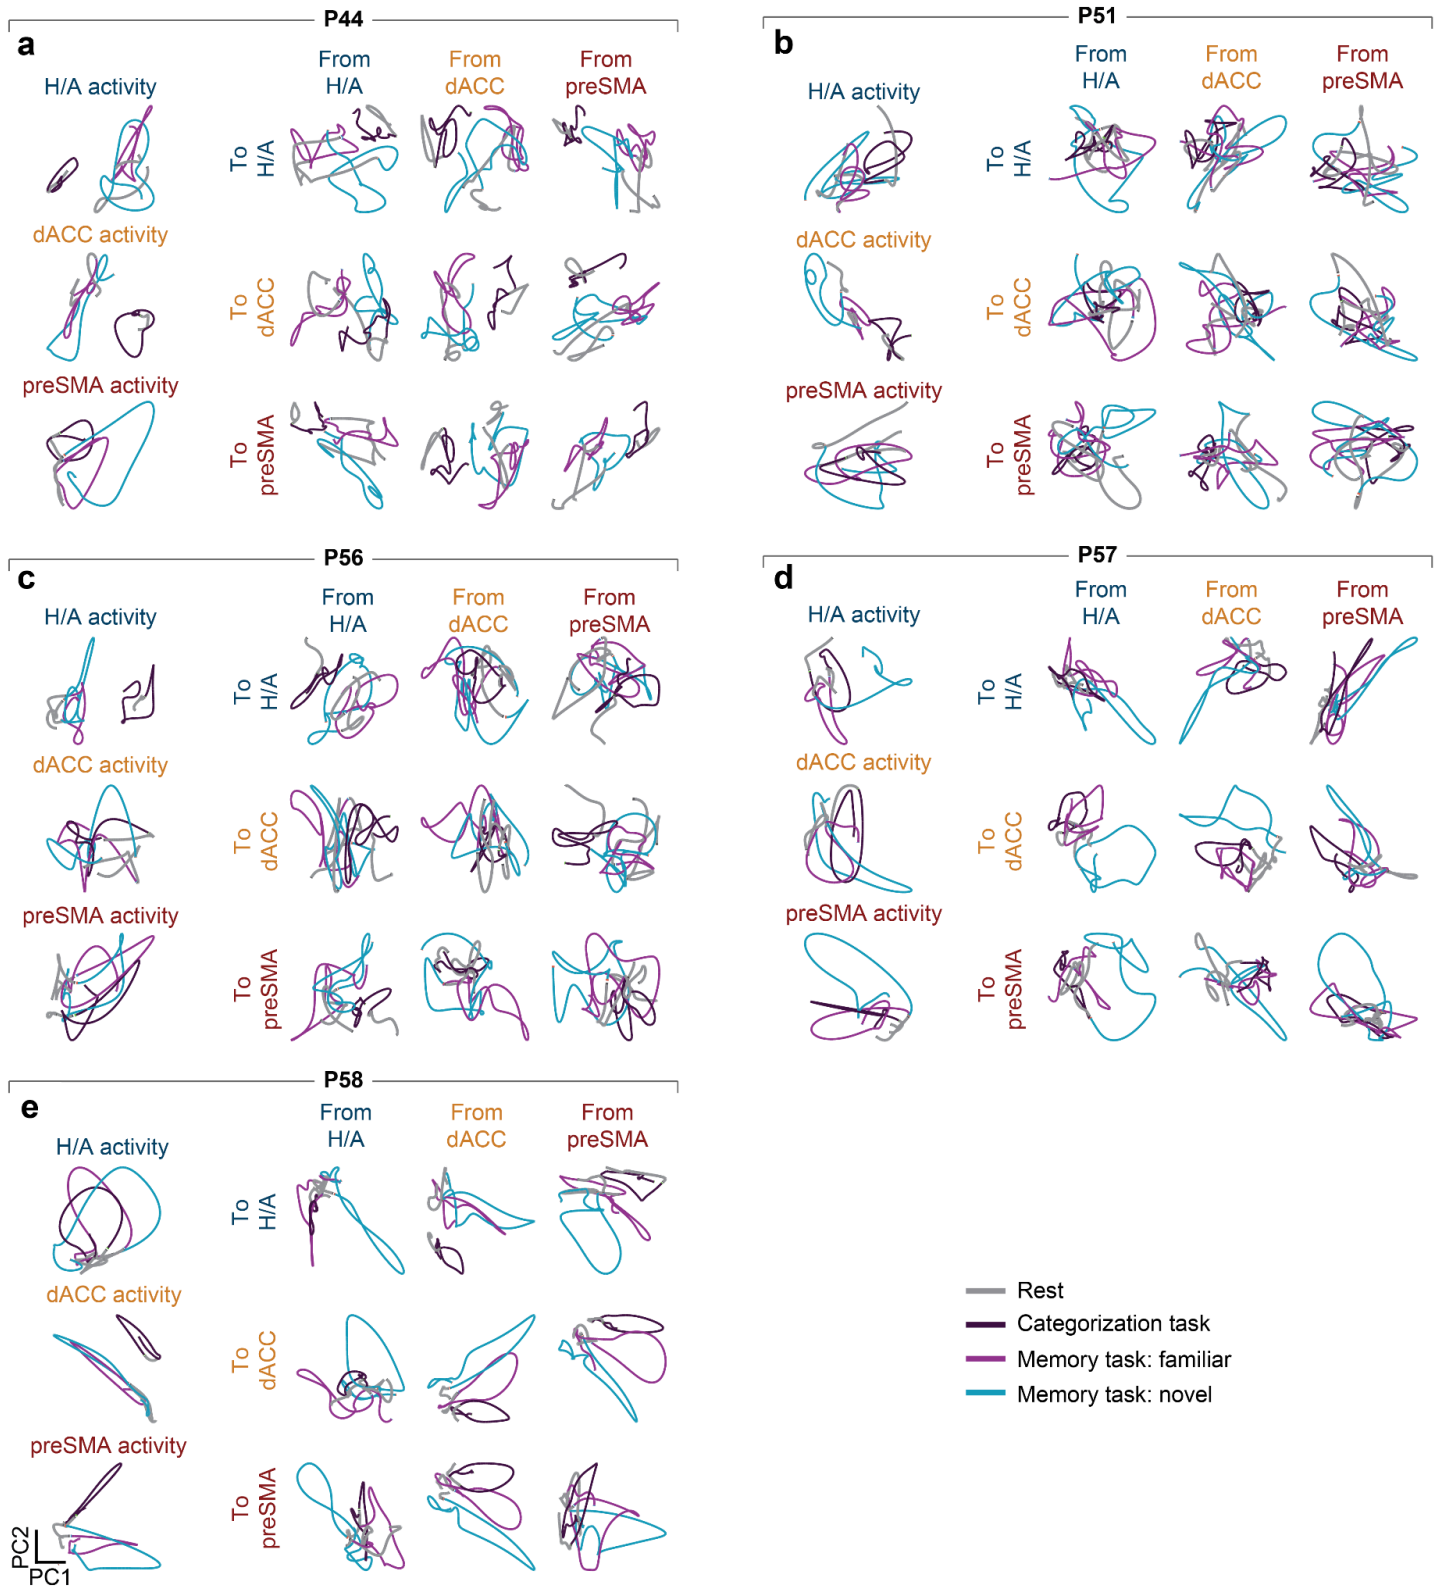 P44
a
H/A activity
From
H/A
From
dACC
From
preSMA
To
H/A
dACC activity
To
dACC
preSMA activity
To
preSMA
P51
b
H/A activity
From
H/A
From
dACC
From
preSMA
To
H/A
dACC activity
To
dACC
preSMA activity
To
preSMA
P56
c
H/A activity
From
H/A
From
dACC
From
preSMA
To
H/A
dACC activity
To
dACC
preSMA activity
To
preSMA
P57
d
H/A activity
From
H/A
From
dACC
From
preSMA
To
H/A
dACC activity
To
dACC
preSMA activity
To
preSMA
P58
e
H/A activity
From
H/A
From
dACC
From
preSMA
To
H/A
dACC activity
To
dACC
preSMA activity
To
preSMA
PC2
PC1
Rest
Categorization task
Memory task: familiar
Memory task: novel